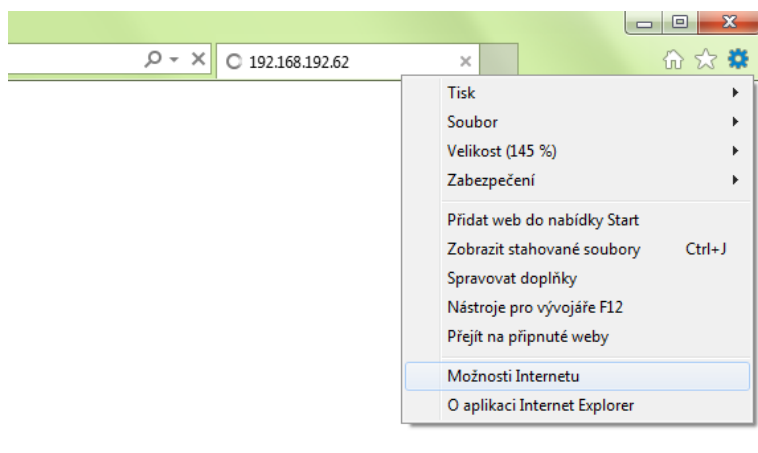 192.168.192.62
Tisk
Soubor
Velikost (145 %)
Zabezpečení
Přidat web do nabídky Start
Zobrazit stahované soubory Ctrl+J
Spravovat doplňky
Nástroje pro vývojáře F12
Přejít na připnuté weby
Možnosti Internetu
O aplikaci Internet Explorer